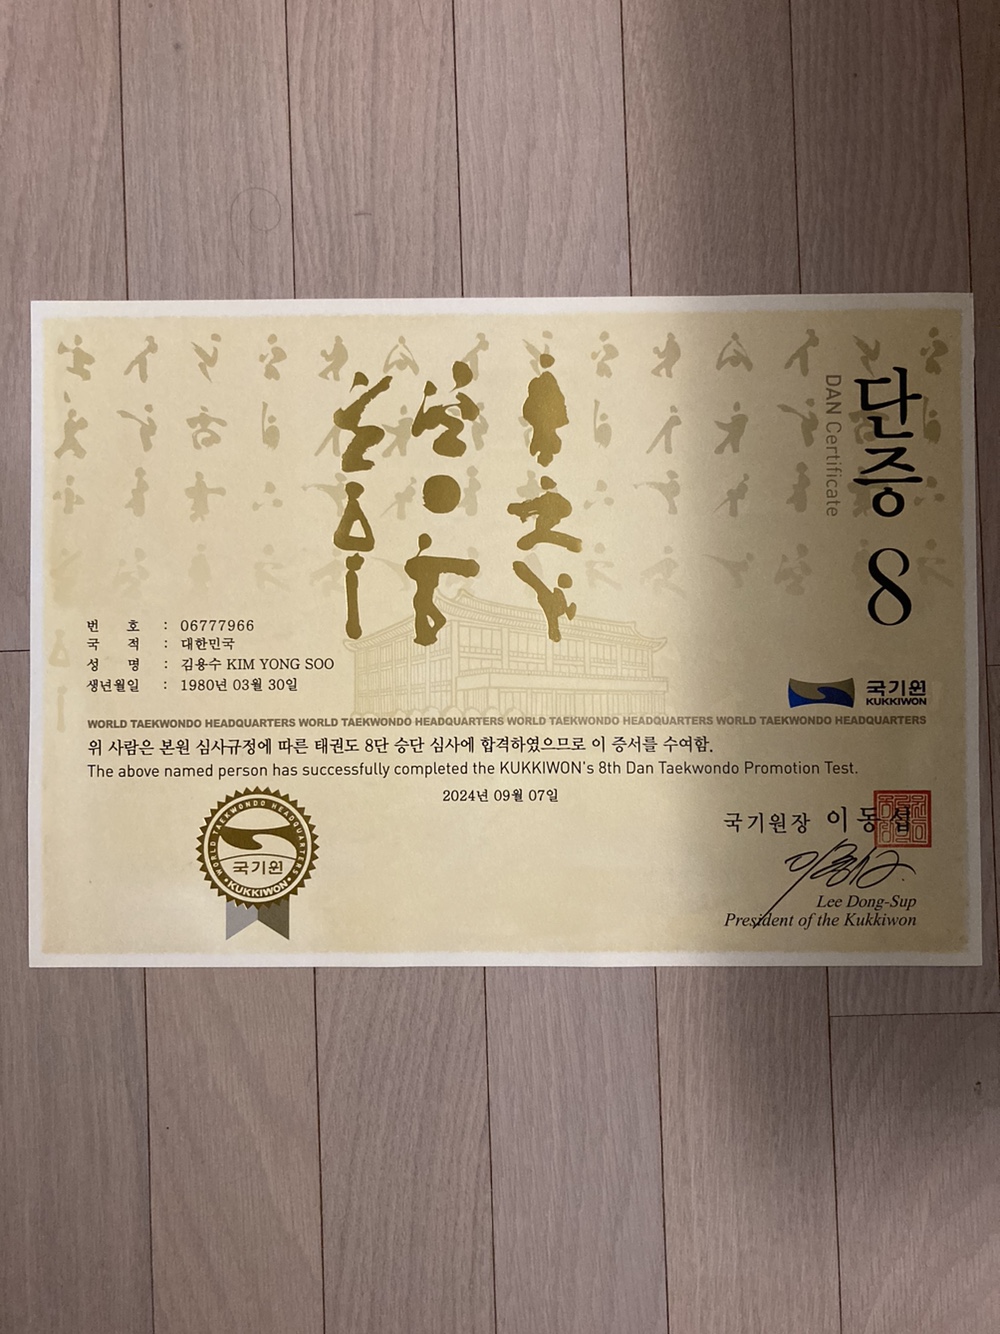 단증 8
DAN Certificate
번 호 : 06777966
국 적 : 대한민국
성 명 : 김용수 KIM YONG SOO
생년월일 : 1980년 03월 30일
국기원
KUKKIWON
WORLD TAEKWONDO HEADQUARTERS WORLD TAEKWONDO HEADQUARTERS WORLD TAEKWONDO HEADQUARTERS WORLD TAEKWONDO HEADQUARTERS
위 사람은 본원 심사규정에 따른 태권도 8단 승단 심사에 합격하였으므로 이 증서를 수여함.
The above named person has successfully completed the KUKKIWON's 8th Dan Taekwondo Promotion Test.
2024년 09월 07일
WORLD TAEKWONDO HEADQUARTERS
국기원
KUKKIWON
국기원장 이동섭
Lee Dong-Sup
President of the Kukkiwon